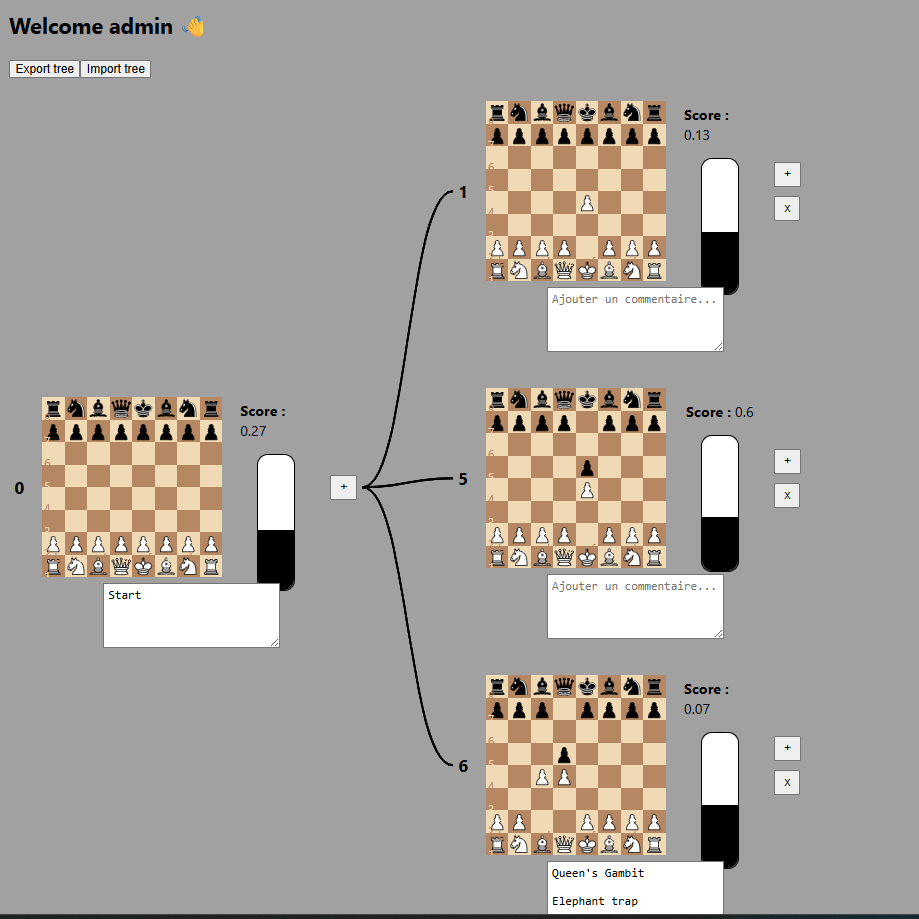 Welcome admin 👋
Export tree Import tree
Score :
0.13
+
x
1
Ajouter un commentaire...
Score :
0.27
+
0
Start
Score : 0.6
+
x
5
Ajouter un commentaire...
Score :
0.07
+
x
6
Queen's Gambit
Elephant trap